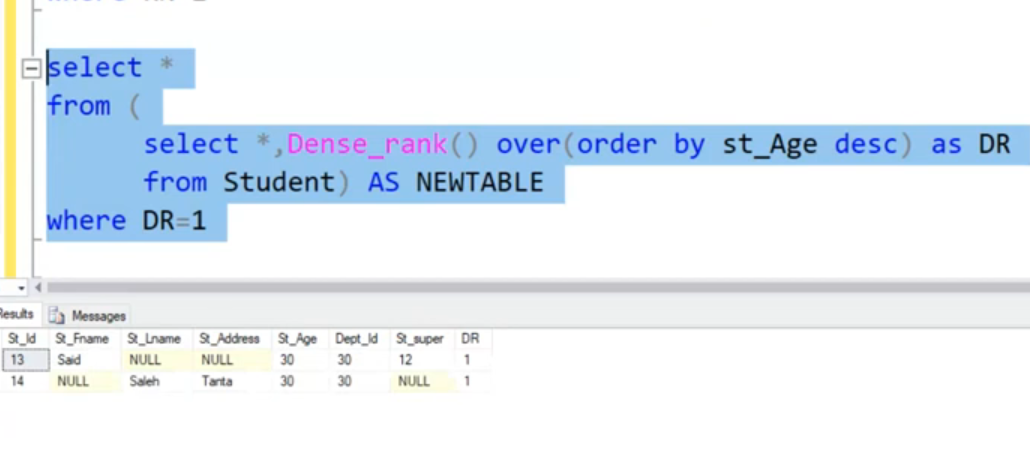 select *
from (
select *,Dense_rank() over(order by st_Age desc) as DR
from Student) AS NEWTABLE
where DR=1
Results Messages
St_Id St_Fname St_Lname St_Address St_Age Dept_Id St_super DR
13 Said NULL NULL 30 30 12 1
14 NULL Saleh Tanta 30 30 NULL 1